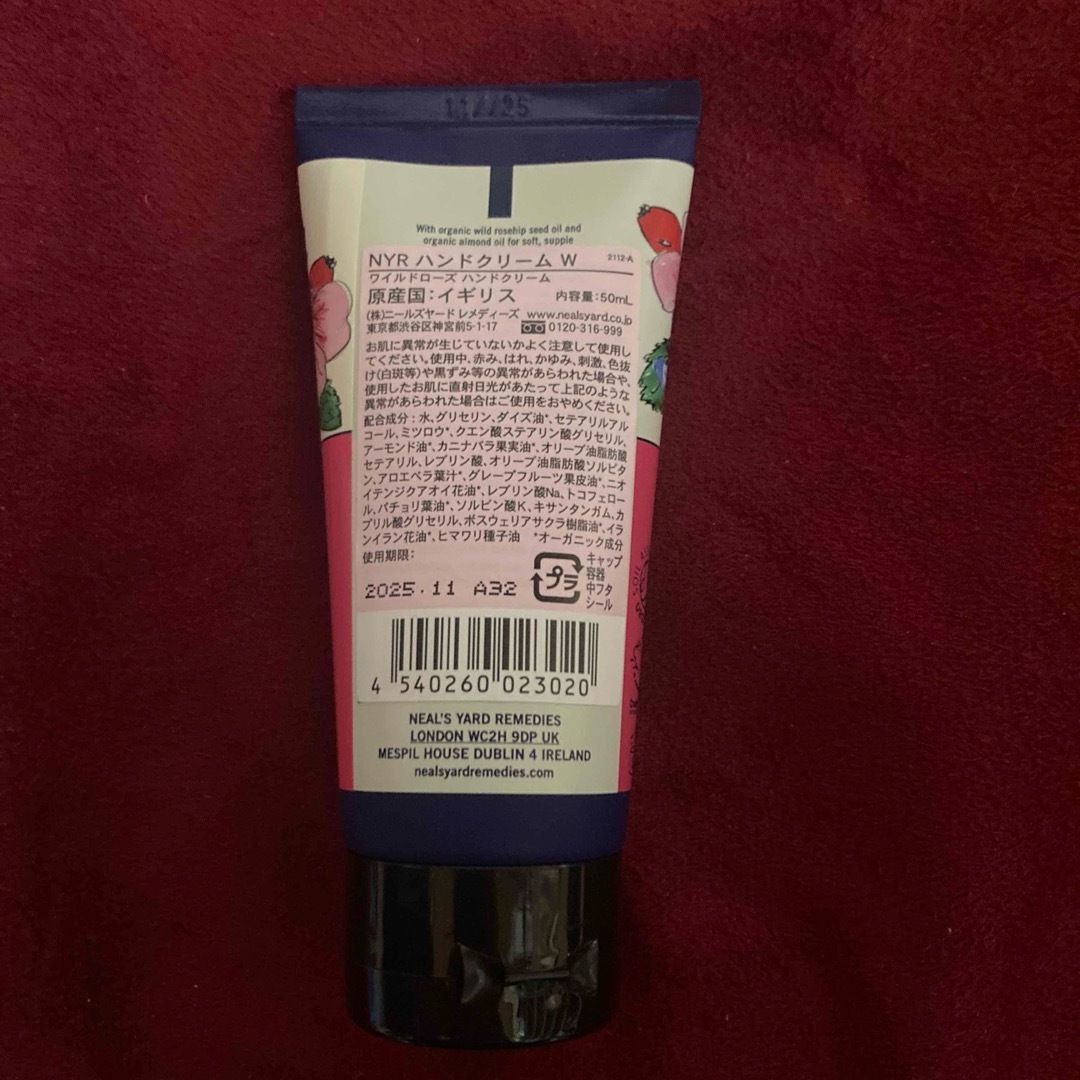 11//25
With organic wild rosehip seed oil and
organic almond oil for soft, supple
NYR ハンドクリーム W 2112-A
ワイルドローズ ハンドクリーム
原産国:イギリス 内容量:50mL
(株)ニールズヤード レメディーズ www.nealsyard.co.jp
東京都渋谷区神宮前5-1-17 0120-316-999
お肌に異常が生じていないかよく注意して使用し
てください。使用中、赤み、はれ、かゆみ、刺激、色抜
け(白斑等)や黒ずみ等の異常があらわれた場合や、
使用したお肌に直射日光があたって上記のような
異常があらわれた場合はご使用をおやめください。
配合成分:水、グリセリン、ダイズ油*、セテアリルアル
コール、ミツロウ*、クエン酸ステアリン酸グリセリル、
アーモンド油*、カニナバラ果実油*、オリーブ油脂肪酸
セテアリル、レブリン酸、オリーブ油脂肪酸ソルビタ
ン、アロエベラ葉汁*、グレープフルーツ果皮油*、ニオ
イテンジクアオイ花油*、レブリン酸Na、トコフェロー
ル、パチョリ葉油*、ソルビン酸K、キサンタンガム、カ
プリル酸グリセリル、ボスウェリアサクラ樹脂油*、イラ
ンイラン花油*、ヒマワリ種子油 *オーガニック成分
使用期限:
2025.11 A32
プラ
キャップ
容器
中フタ
シール
4 540260 023020
NEAL'S YARD REMEDIES
LONDON WC2H 9DP UK
MESPIL HOUSE DUBLIN 4 IRELAND
nealsyardremedies.com